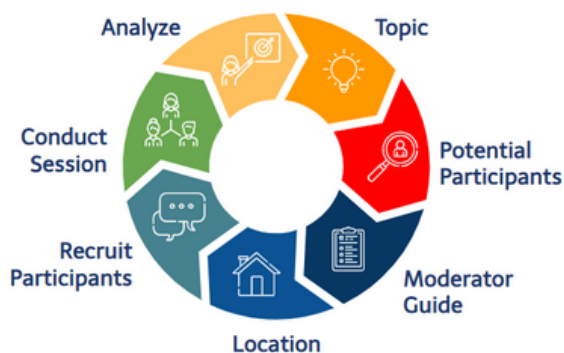 Analyze
Topic
Conduct
Session
Potential
Participants
Recruit
Participants
Moderator
Guide
Location